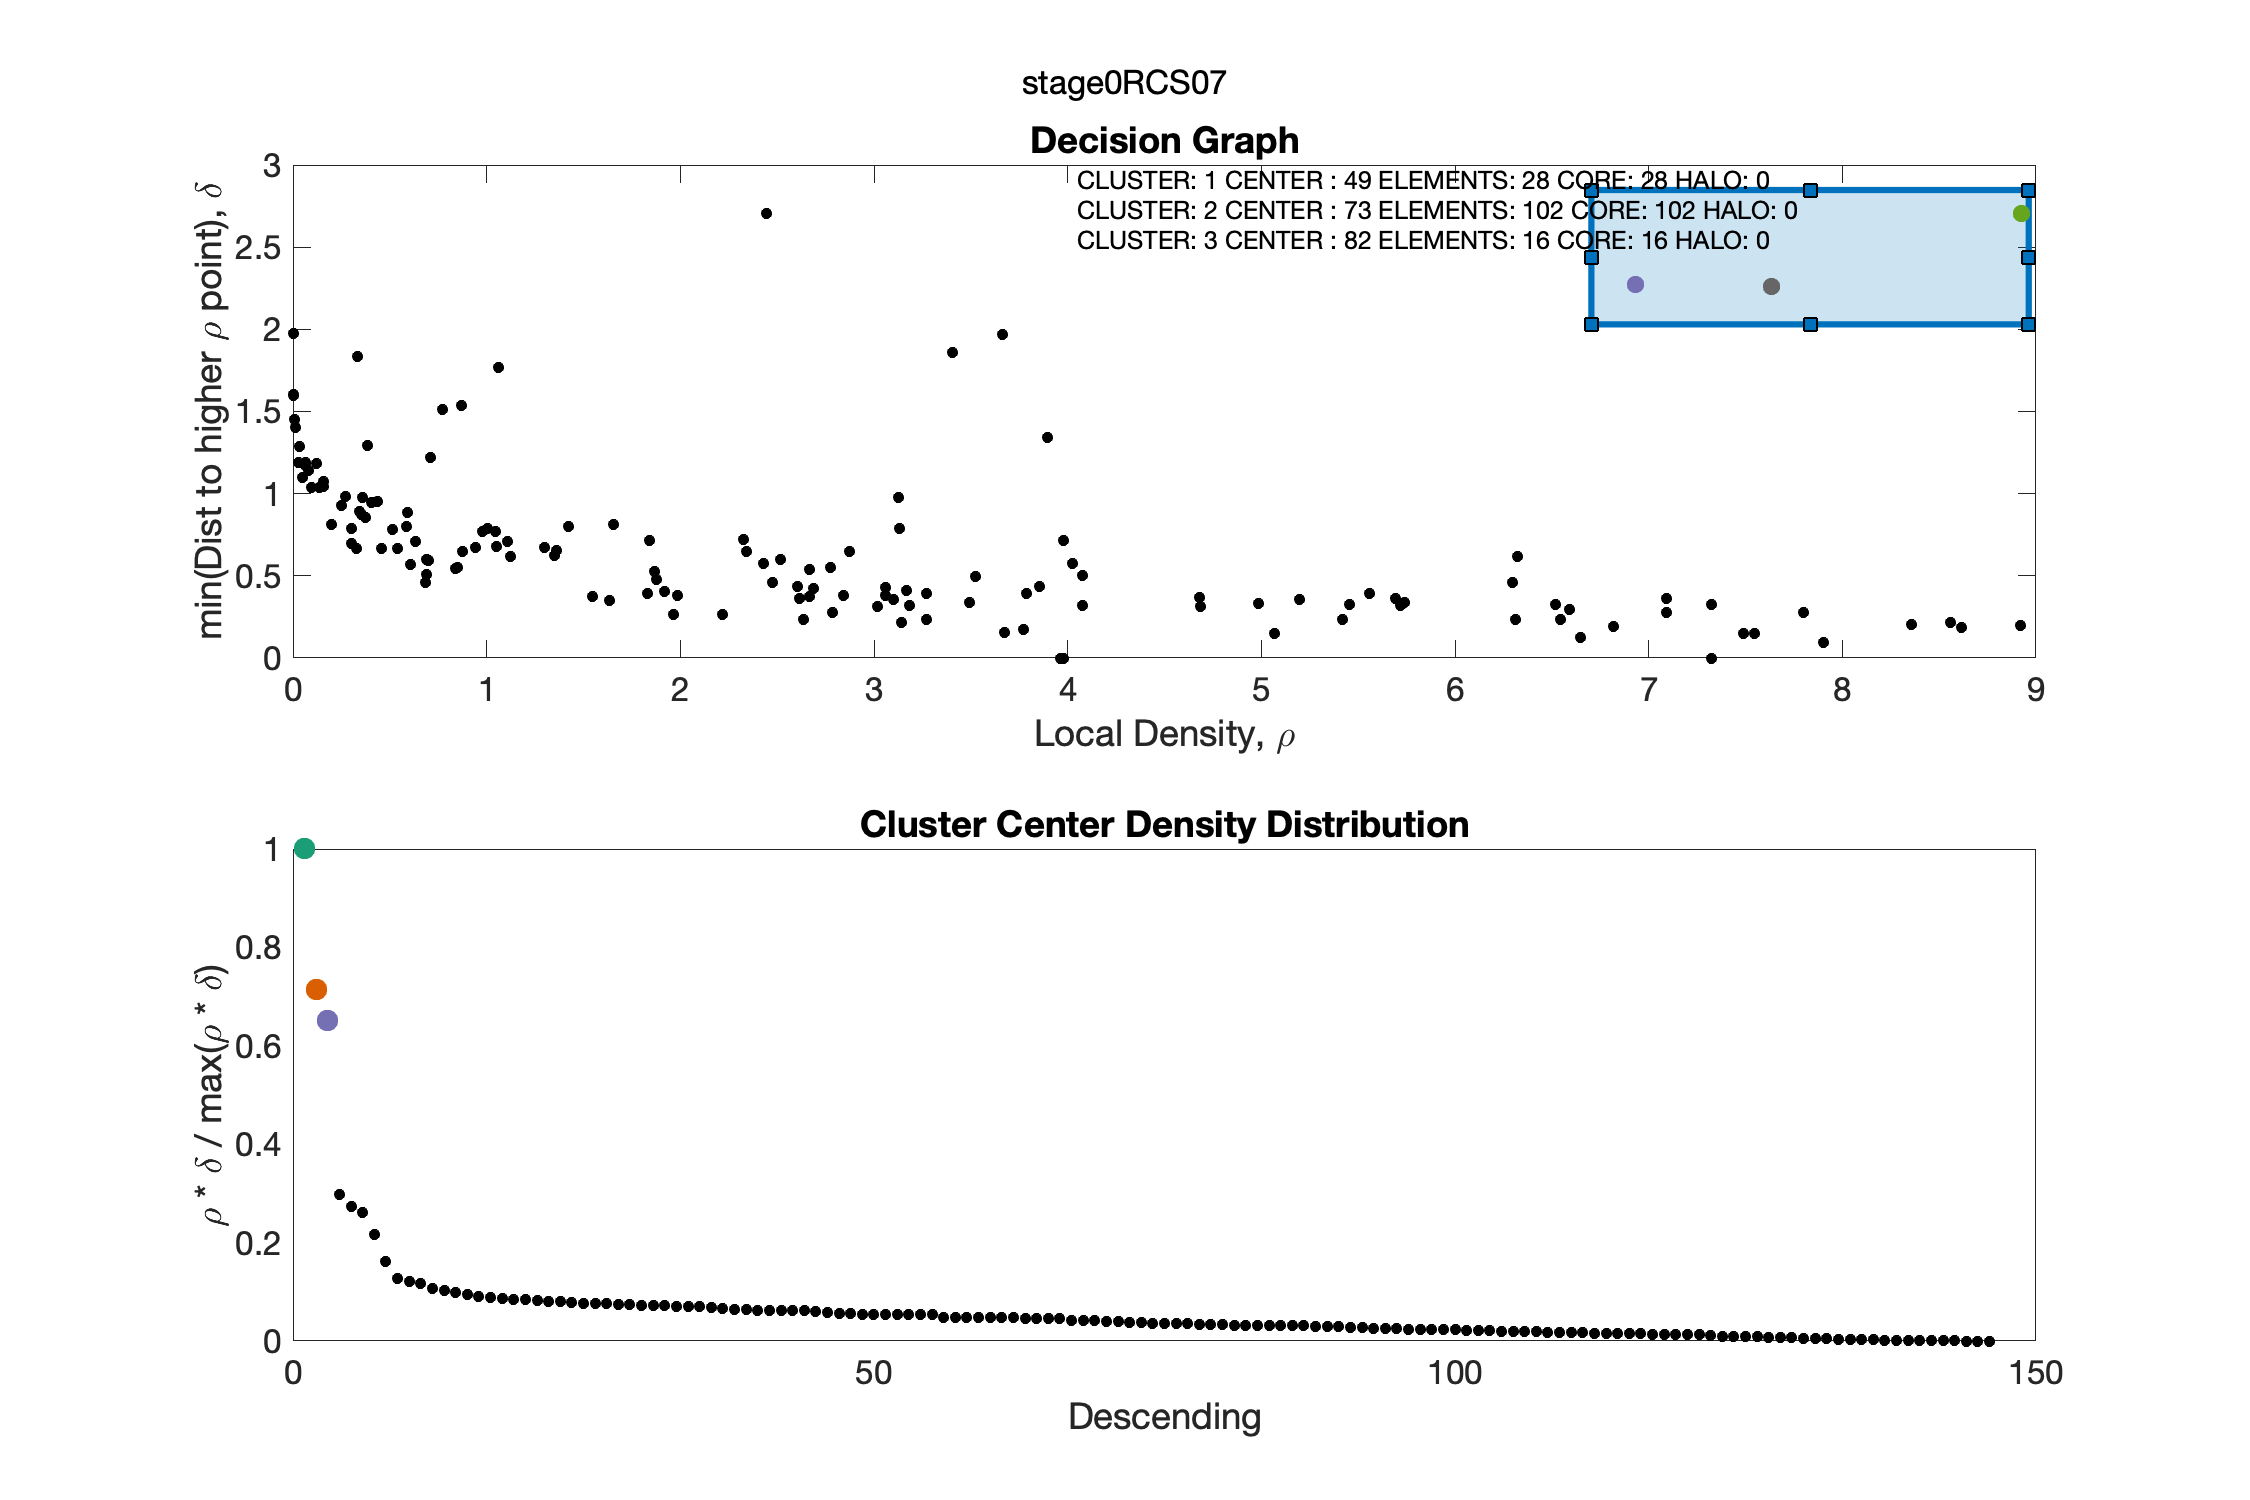 stage0RCS07
Decision Graph
CLUSTER: 1 CENTER : 49 ELEMENTS: 28 CORE: 28 HALO: 0
CLUSTER: 2 CENTER : 73 ELEMENTS: 102 CORE: 102 HALO: 0
CLUSTER: 3 CENTER : 82 ELEMENTS: 16 CORE: 16 HALO: 0
min(Dist to higher ρ point), δ
3
2.5
2
1.5
1
0.5
0
0 1 2 3 4 5 6 7 8 9
Local Density, ρ
Cluster Center Density Distribution
ρ * δ / max(ρ * δ)
1
0.8
0.6
0.4
0.2
0
0 50 100 150
Descending